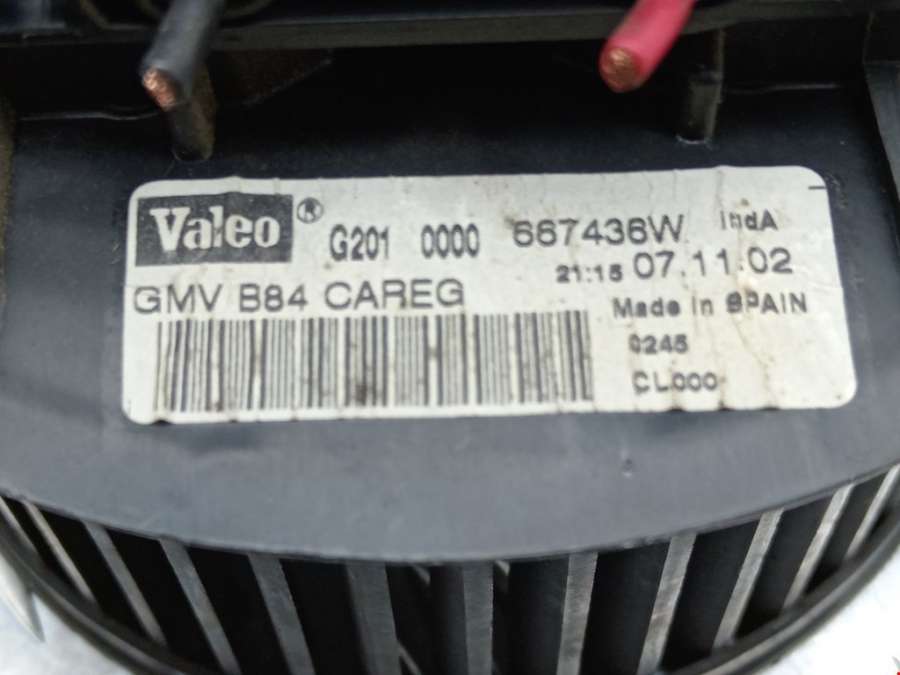 Valeo® G201 0000 667436W IndA
21:15 07.11.02
GMV B84 CAREG
Made in SPAIN
0245
CL000